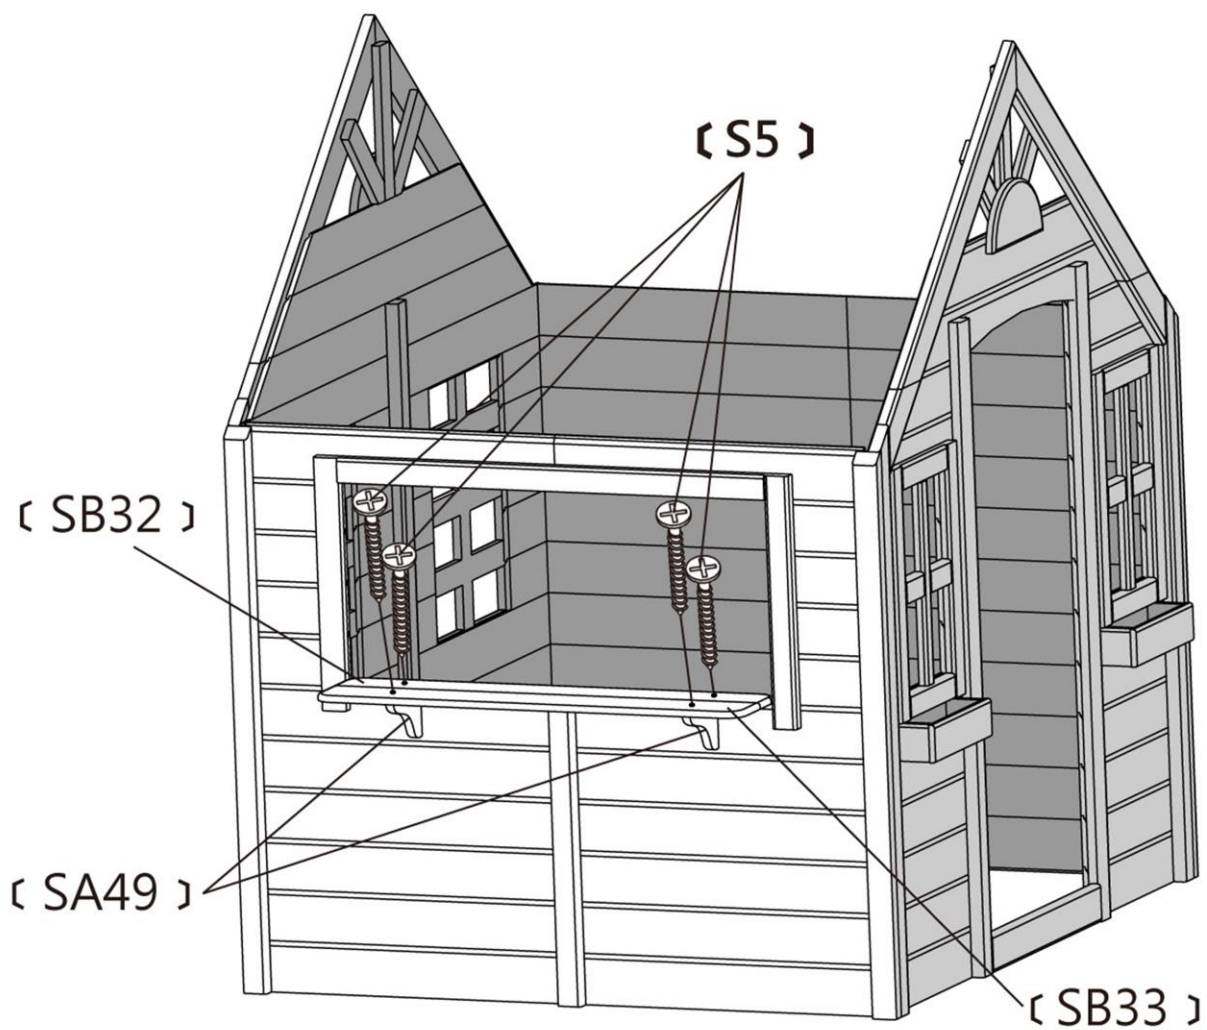 〔 S5 〕
〔 SB32 〕
〔 SA49 〕
〔 SB33 〕